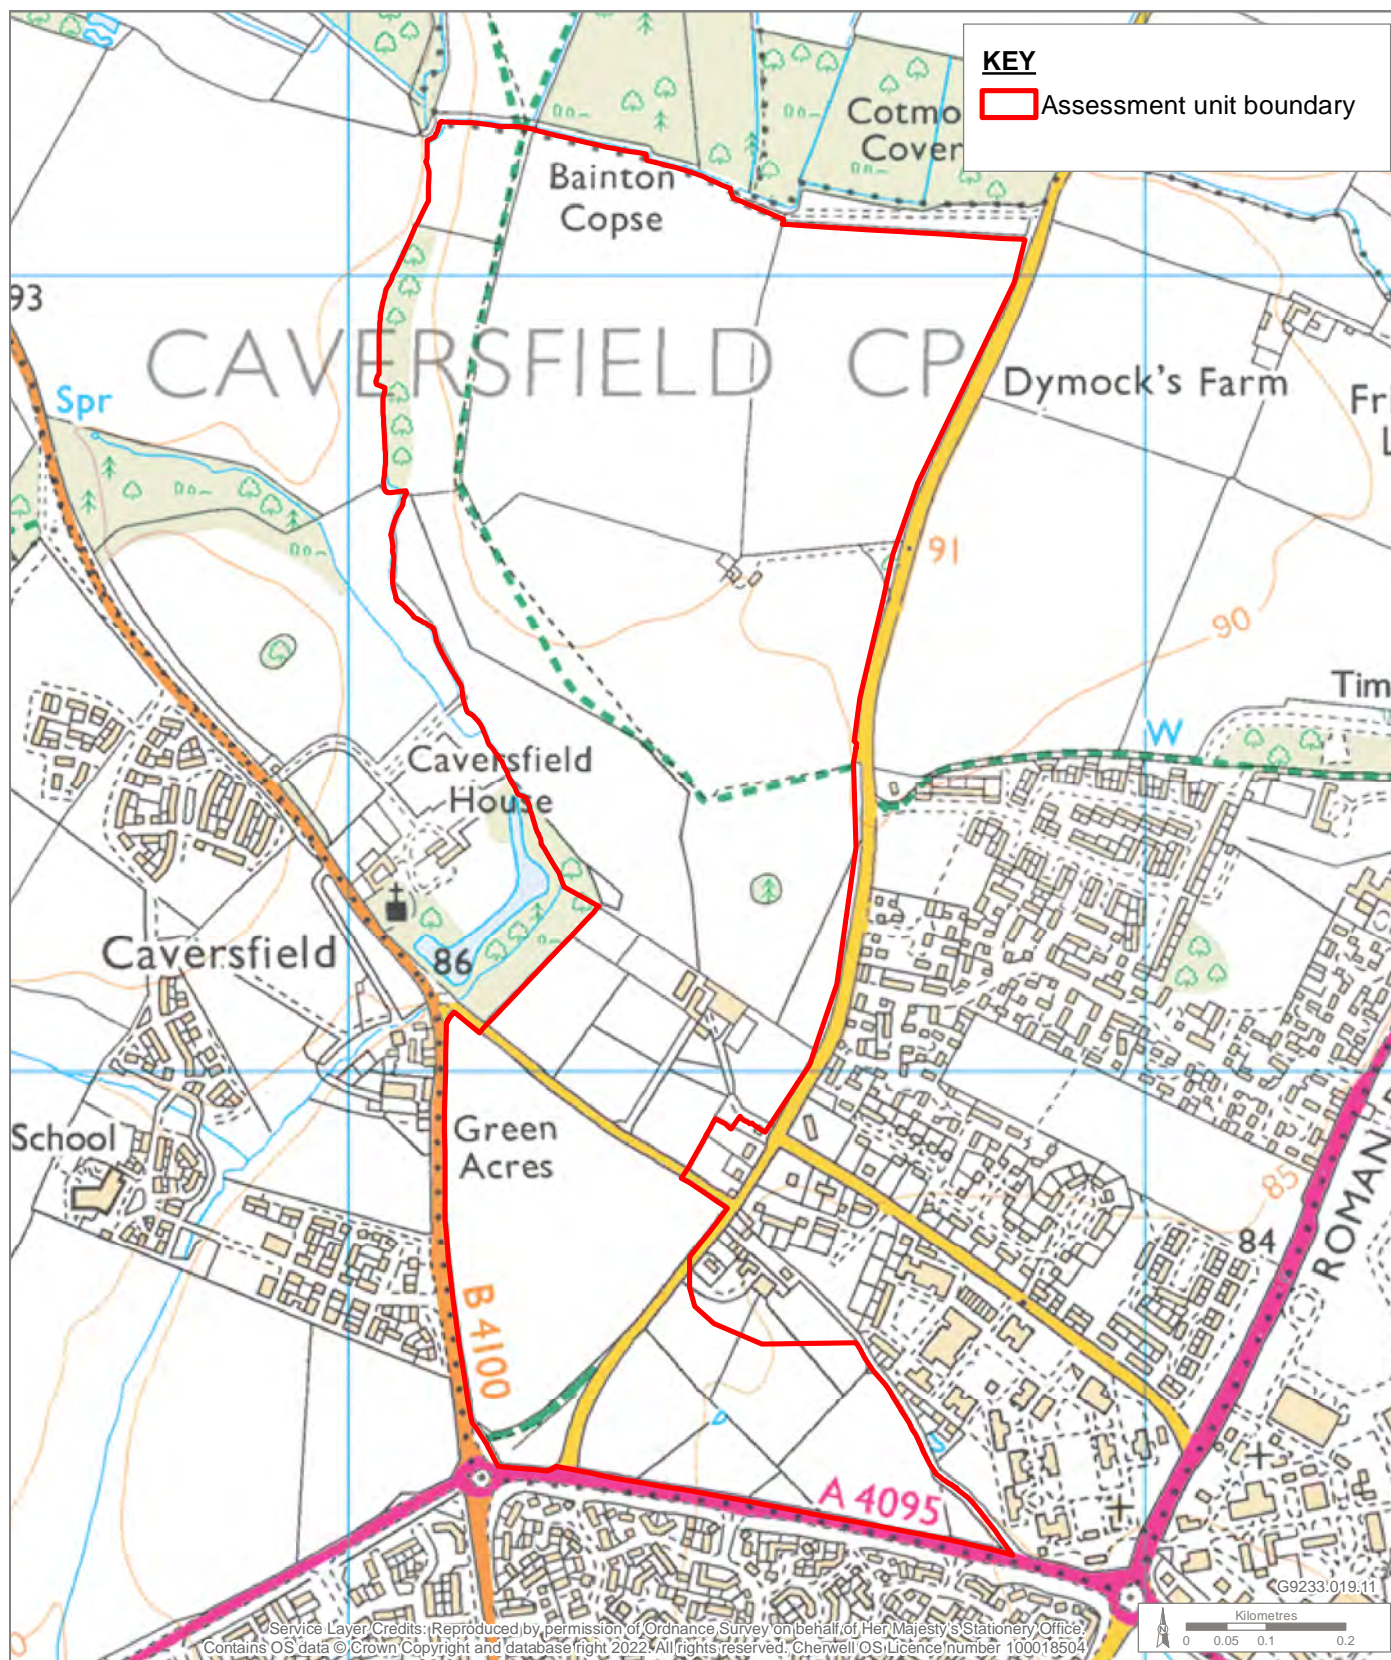 KEY
Assessment unit boundary
Bainton
Copse
93
CAVERSFIELD CP
Dymock's Farm
Spr
91
90
W
Caversfield
House
Caversfield
86
School
Green
Acres
85
84
ROMAN
B 4100
A 4095
G9233.019.11
Service Layer Credits: Reproduced by permission of Ordnance Survey on behalf of Her Majesty's Stationery Office.
Contains OS data © Crown Copyright and database right 2022. All rights reserved. Cherwell OS Licence number 100018504
Kilometres
0 0.05 0.1 0.2
N